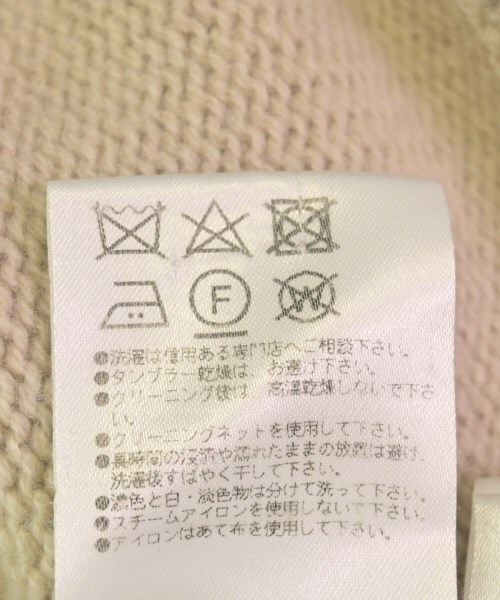 F
W
●洗濯は信用ある専門店へご相談下さい。
●タンブラー乾燥は、お避け下さい。
●クリーニング後は、高温乾燥しないで下さ
い。
●クリーニングネットを使用して下さい。
●長時間の浸漬や濡れたままの放置は避け、
洗濯後すばやく干して下さい。
●濃色と白・淡色物は分けて洗って下さい。
●スチームアイロンを使用しないで下さい。
●アイロンはあて布を使用して下さい。